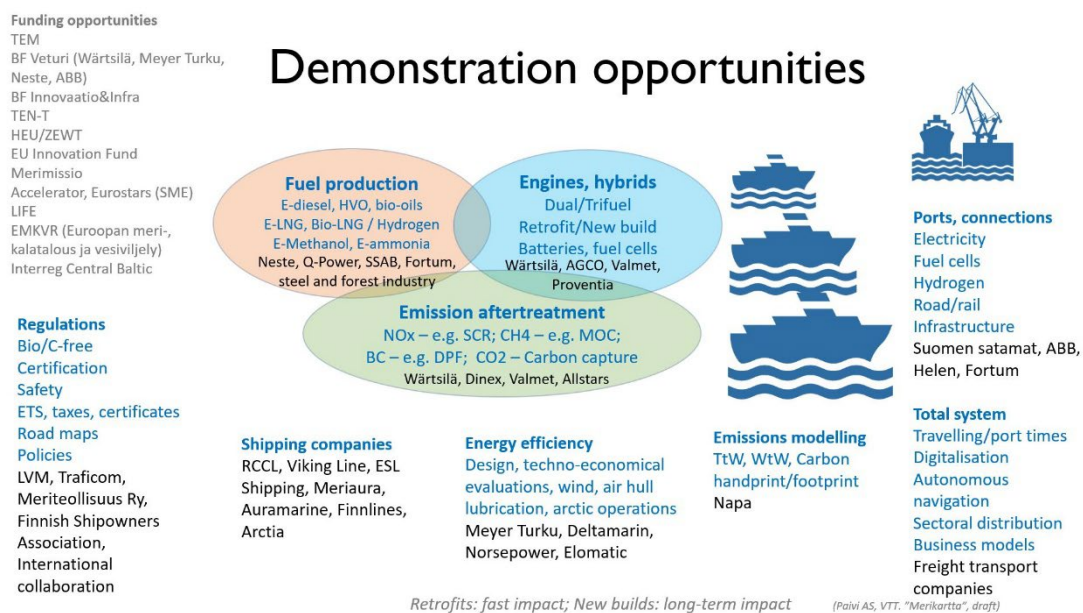 Funding opportunities
TEM
BF Veturi (Wärtsilä, Meyer Turku,
Neste, ABB)
BF Innovaatio&Infra
TEN-T
HEU/ZEWT
EU Innovation Fund
Merimissio
Accelerator, Eurostars (SME)
LIFE
EMKVR (Euroopan meri-,
kalatalous ja vesiviljely)
Interreg Central Baltic
Demonstration opportunities
Fuel production
E-diesel, HVO, bio-oils
E-LNG, Bio-LNG / Hydrogen
E-Methanol, E-ammonia
Neste, Q-Power, SSAB, Fortum,
steel and forest industry
Engines, hybrids
Dual/Trifuel
Retrofit/New build
Batteries, fuel cells
Wärtsilä, AGCO, Valmet,
Proventia
Emission aftertreatment
NOx – e.g. SCR; CH4 – e.g. MOC;
BC – e.g. DPF; CO2 – Carbon capture
Wärtsilä, Dinex, Valmet, Allstars
Ports, connections
Electricity
Fuel cells
Hydrogen
Road/rail
Infrastructure
Suomen satamat, ABB,
Helen, Fortum
Regulations
Bio/C-free
Certification
Safety
ETS, taxes, certificates
Road maps
Policies
LVM, Traficom,
Meriteollisuus Ry,
Finnish Shipowners
Association,
International
collaboration
Shipping companies
RCCL, Viking Line, ESL
Shipping, Meriaura,
Auramarine, Finnlines,
Arctia
Energy efficiency
Design, techno-economical
evaluations, wind, air hull
lubrication, arctic operations
Meyer Turku, Deltamarin,
Norsepower, Elomatic
Emissions modelling
TtW, WtW, Carbon
handprint/footprint
Napa
Total system
Travelling/port times
Digitalisation
Autonomous
navigation
Sectoral distribution
Business models
Freight transport
companies
Retrofits: fast impact; New builds: long-term impact
(Paivi AS, VTT. "Merikartta", draft)